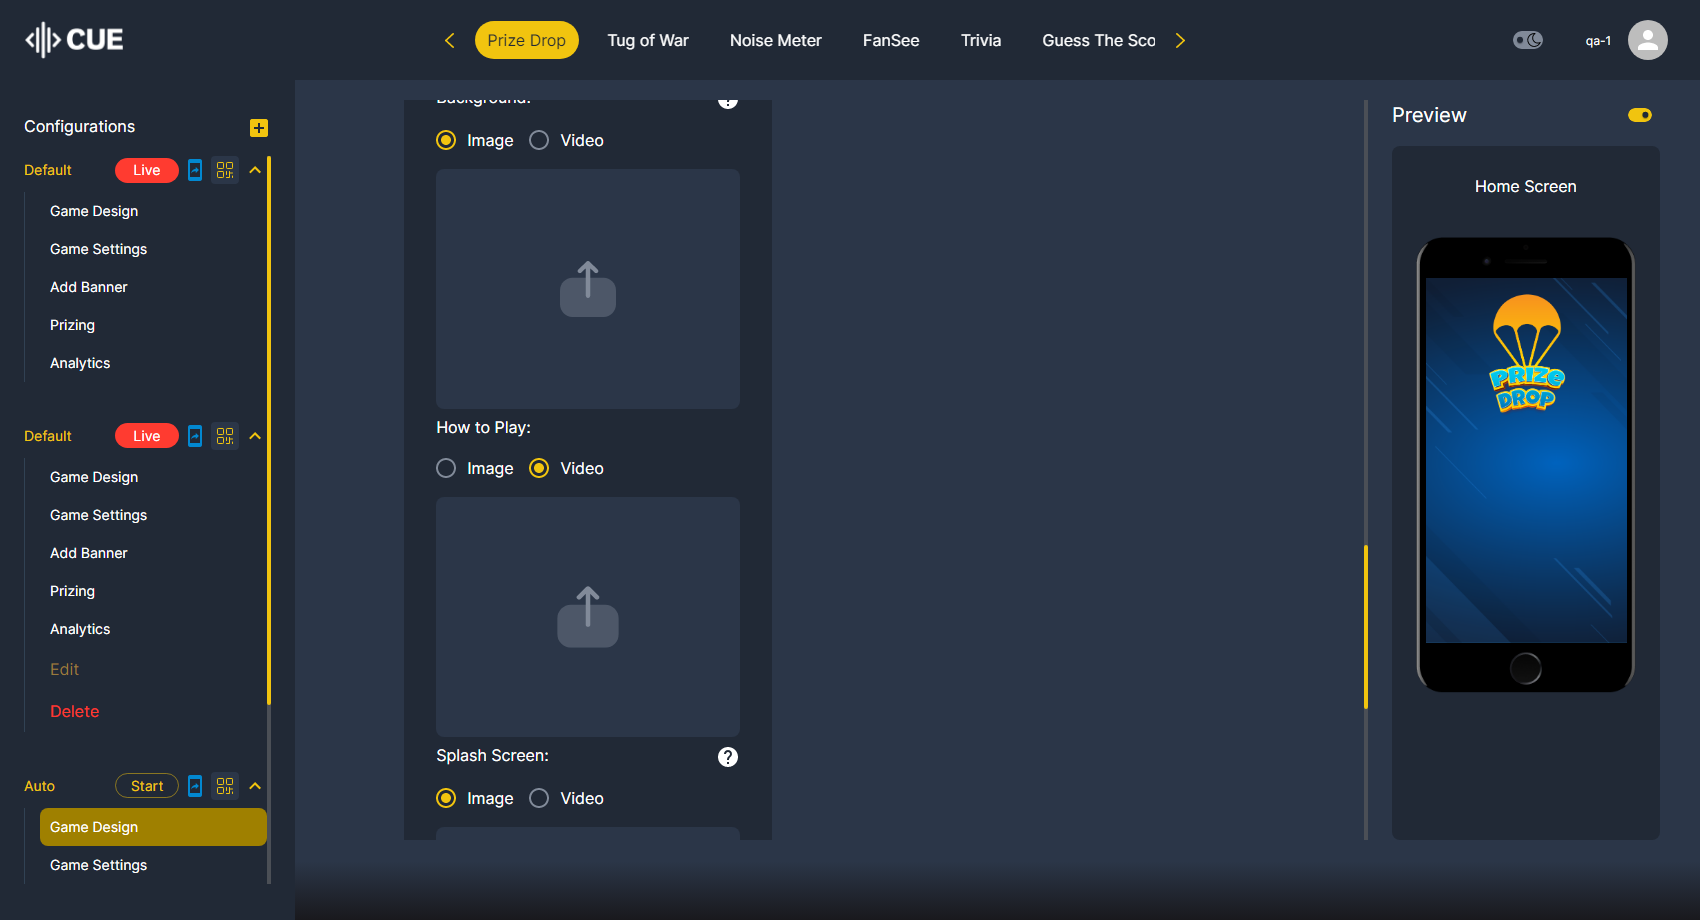 CUE
Prize Drop
Tug of War
Noise Meter
FanSee
Trivia
Guess The Sco
qa-1
Configurations
Default
Live
Game Design
Game Settings
Add Banner
Prizing
Analytics
Default
Live
Game Design
Game Settings
Add Banner
Prizing
Analytics
Edit
Delete
Auto
Start
Game Design
Game Settings
Background:
?
Image
Video
How to Play:
Image
Video
Splash Screen:
?
Image
Video
Preview
Home Screen
PRIZE
DROP